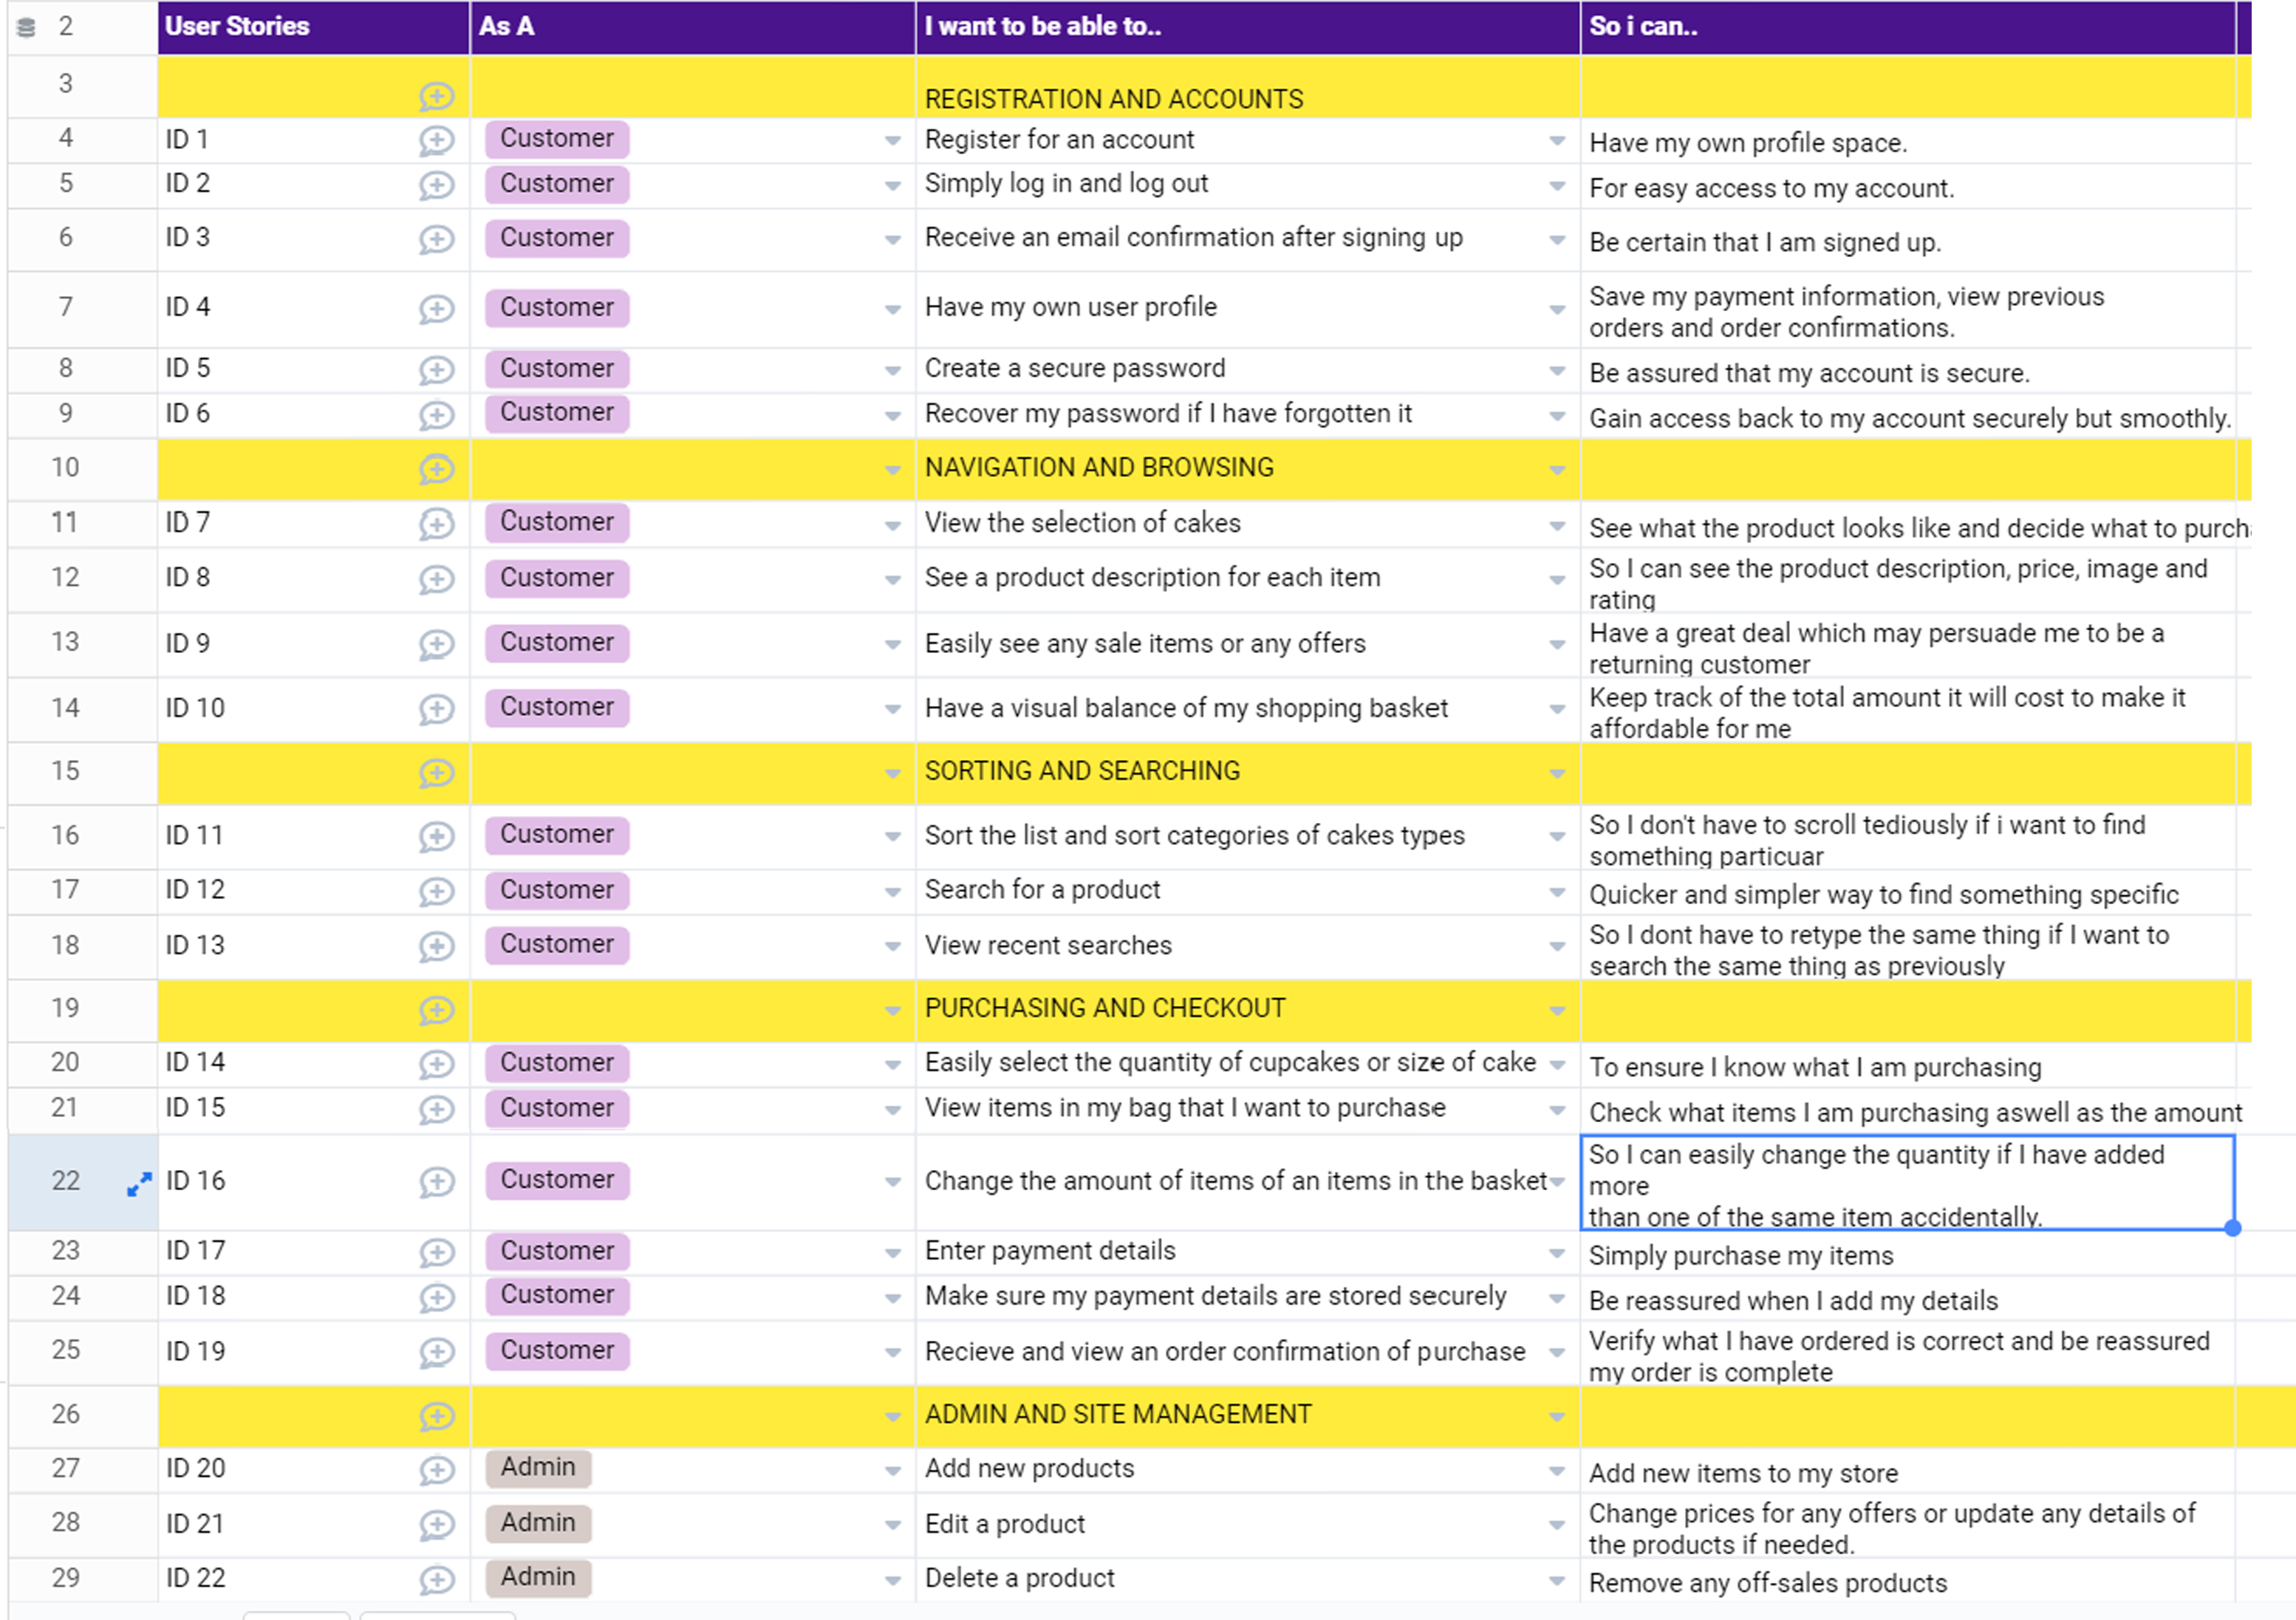 2 User Stories As A I want to be able to.. So i can..
3 REGISTRATION AND ACCOUNTS
4 ID 1 Customer Register for an account Have my own profile space.
5 ID 2 Customer Simply log in and log out For easy access to my account.
6 ID 3 Customer Receive an email confirmation after signing up Be certain that I am signed up.
7 ID 4 Customer Have my own user profile Save my payment information, view previous
orders and order confirmations.
8 ID 5 Customer Create a secure password Be assured that my account is secure.
9 ID 6 Customer Recover my password if I have forgotten it Gain access back to my account securely but smoothly.
10 NAVIGATION AND BROWSING
11 ID 7 Customer View the selection of cakes See what the product looks like and decide what to purch
12 ID 8 Customer See a product description for each item So I can see the product description, price, image and
rating
13 ID 9 Customer Easily see any sale items or any offers Have a great deal which may persuade me to be a
returning customer
14 ID 10 Customer Have a visual balance of my shopping basket Keep track of the total amount it will cost to make it
affordable for me
15 SORTING AND SEARCHING
16 ID 11 Customer Sort the list and sort categories of cakes types So I don't have to scroll tediously if i want to find
something particuar
17 ID 12 Customer Search for a product Quicker and simpler way to find something specific
18 ID 13 Customer View recent searches So I dont have to retype the same thing if I want to
search the same thing as previously
19 PURCHASING AND CHECKOUT
20 ID 14 Customer Easily select the quantity of cupcakes or size of cake To ensure I know what I am purchasing
21 ID 15 Customer View items in my bag that I want to purchase Check what items I am purchasing aswell as the amount
22 ID 16 Customer Change the amount of items of an items in the basket So I can easily change the quantity if I have added
more
than one of the same item accidentally.
23 ID 17 Customer Enter payment details Simply purchase my items
24 ID 18 Customer Make sure my payment details are stored securely Be reassured when I add my details
25 ID 19 Customer Recieve and view an order confirmation of purchase Verify what I have ordered is correct and be reassured
my order is complete
26 ADMIN AND SITE MANAGEMENT
27 ID 20 Admin Add new products Add new items to my store
28 ID 21 Admin Edit a product Change prices for any offers or update any details of
the products if needed.
29 ID 22 Admin Delete a product Remove any off-sales products